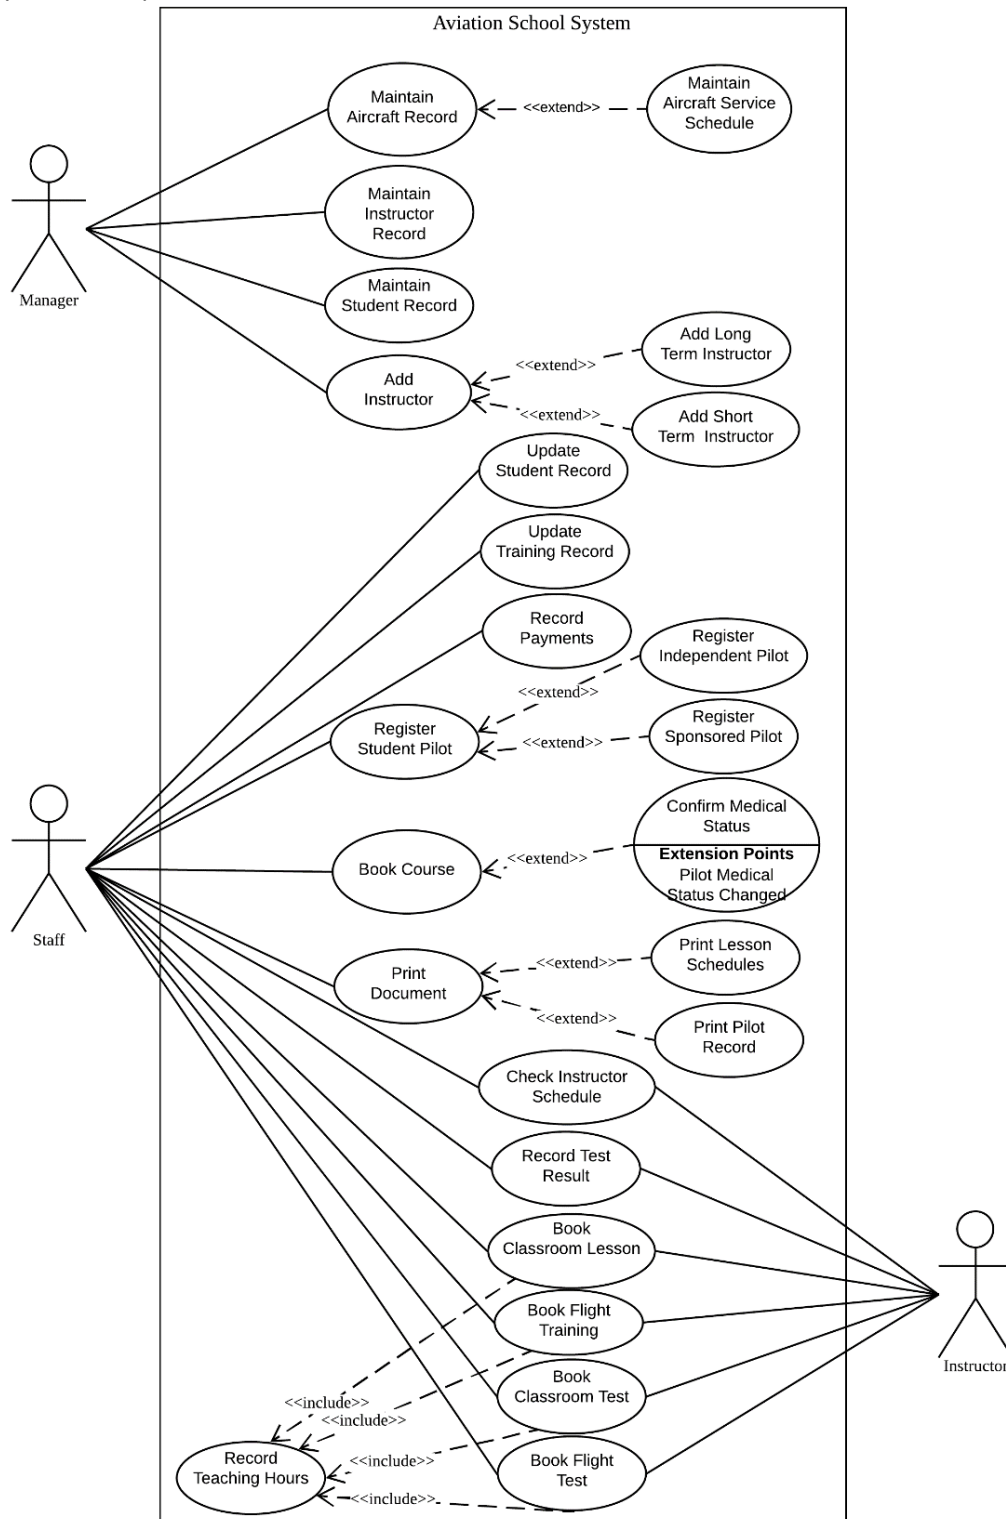 Aviation School System
Maintain
Aircraft Record
<<extend>>
Maintain
Aircraft Service
Schedule
Manager
Maintain
Instructor
Record
Maintain
Student Record
Add
Instructor
<<extend>>
Add Long
Term Instructor
<<extend>>
Add Short
Term Instructor
Update
Student Record
Update
Training Record
Record
Payments
Register
Student Pilot
<<extend>>
Register
Independent Pilot
<<extend>>
Register
Sponsored Pilot
Staff
Book Course
<<extend>>
Confirm Medical
Status
Extension Points
Pilot Medical
Status Changed
Print
Document
<<extend>>
Print Lesson
Schedules
<<extend>>
Print Pilot
Record
Check Instructor
Schedule
Record Test
Result
Book
Classroom Lesson
Book Flight
Training
Book
Classroom Test
Book Flight
Test
Instructor
<<include>>
<<include>>
<<include>>
<<include>>
Record
Teaching Hours